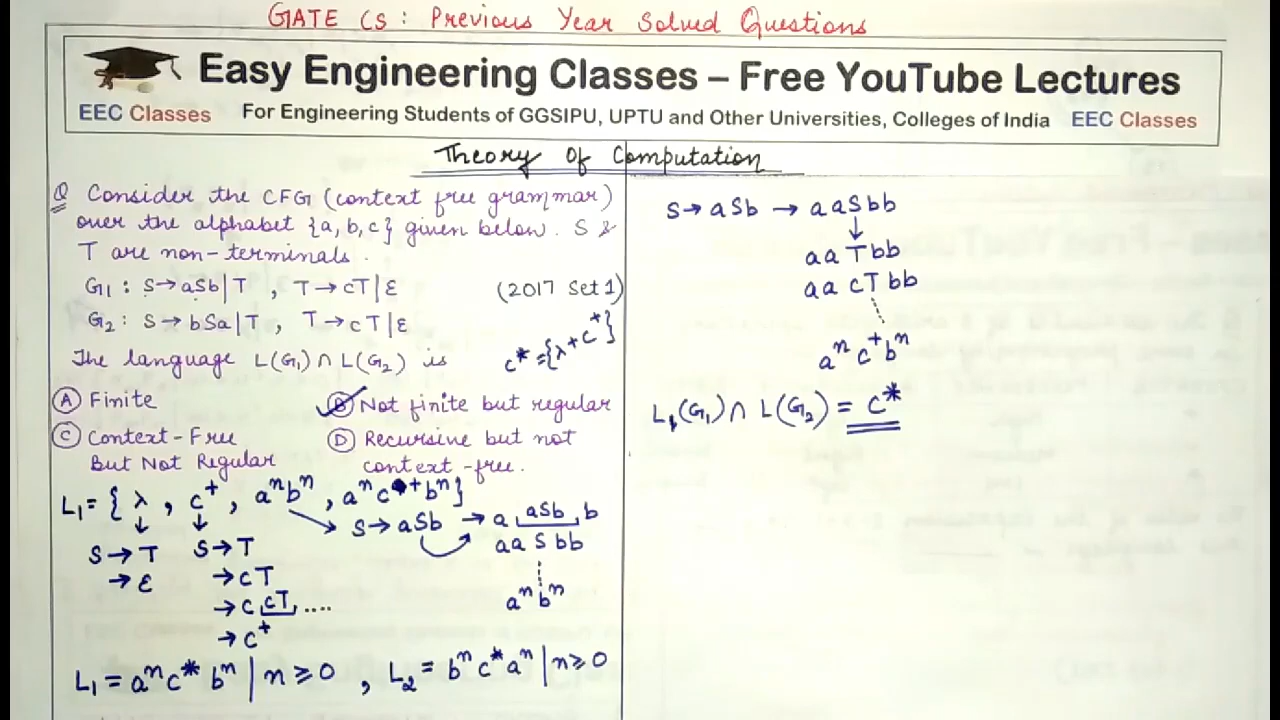 GATE CS: Previous Year Solved Questions
Easy Engineering Classes – Free YouTube Lectures
EEC Classes For Engineering Students of GGSIPU, UPTU and Other Universities, Colleges of India EEC Classes
Theory Of Computation
Q Consider the CFG (context free grammar)
over the alphabet {a, b, c} given below. S &
T are non-terminals.
G₁ : S→aSb|T , T→cT|ε (2017 Set 1)
G₂ : S→bSa|T , T→cT|ε
The language L(G₁) ∩ L(G₂) is
c* = {λ + c⁺}
(A) Finite
(B) Not finite but regular
(C) Context-Free
But Not Regular
(D) Recursive but not
context-free.
L₁ = { λ , c⁺ , aⁿbⁿ , aⁿc⁺bⁿ}
S→T
→ε
S→T
→cT
→c cT ....
→c⁺
S→aSb → a aSb b
aa S bb
aⁿbⁿ
L₁ = aⁿc*bⁿ | n ≥ 0 , L₂ = bⁿc*aⁿ | n ≥ 0
S→aSb → aaSbb
↓
aaTbb
aacTbb
aⁿc⁺bⁿ
L₁(G₁) ∩ L(G₂) = c*